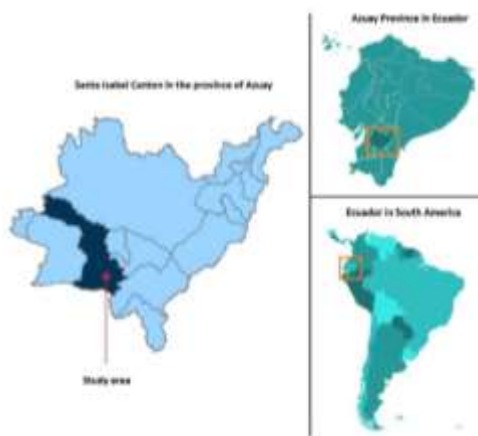 Santa Isabel Canton in the province of Azuay
Study area
Azuay Province in Ecuador
Ecuador in South America